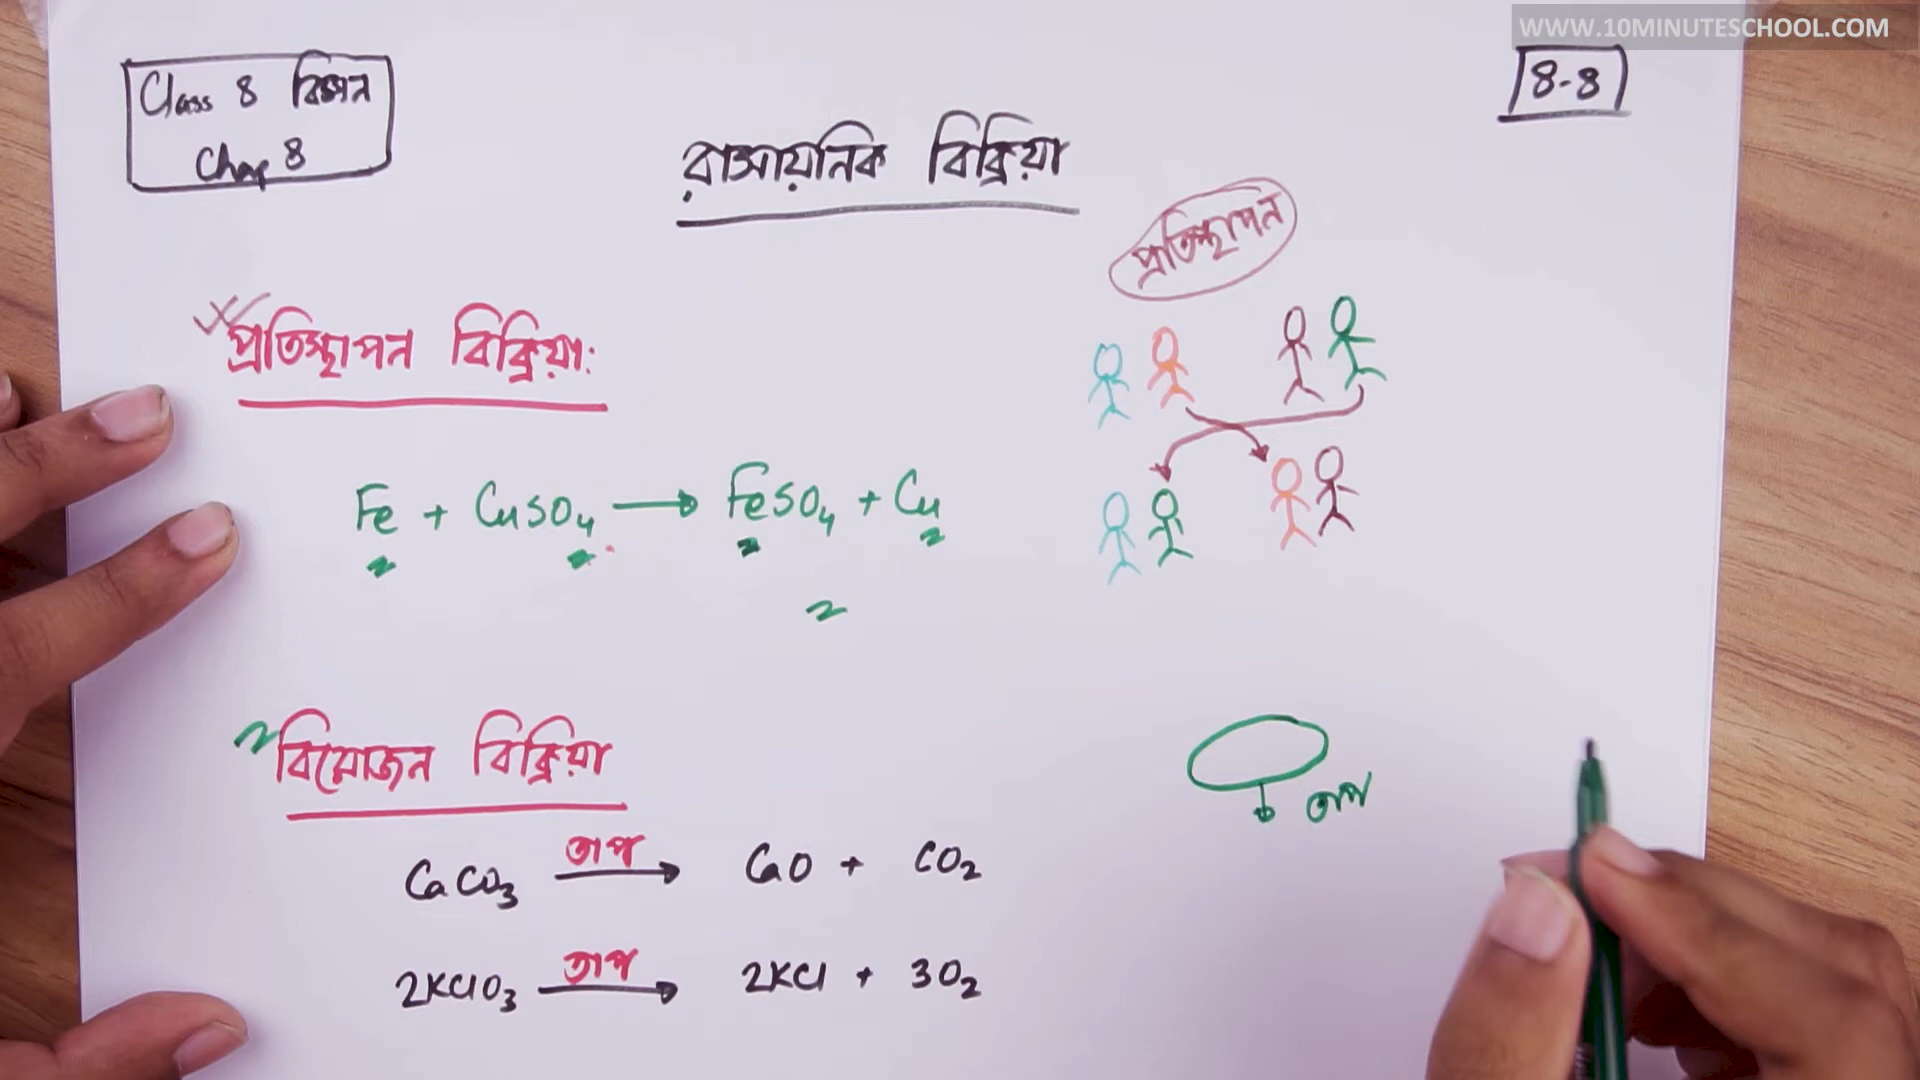 WWW.10MINUTESCHOOL.COM
Class 8 বিজ্ঞান
Chap 8
8-8
রাসায়নিক বিক্রিয়া
প্রতিস্থাপন
প্রতিস্থাপন বিক্রিয়া:
Fe + CuSO₄ → FeSO₄ + Cu
বিয়োজন বিক্রিয়া
তাপ
CaCO₃ তাপ → CaO + CO₂
2KClO₃ তাপ → 2KCl + 3O₂